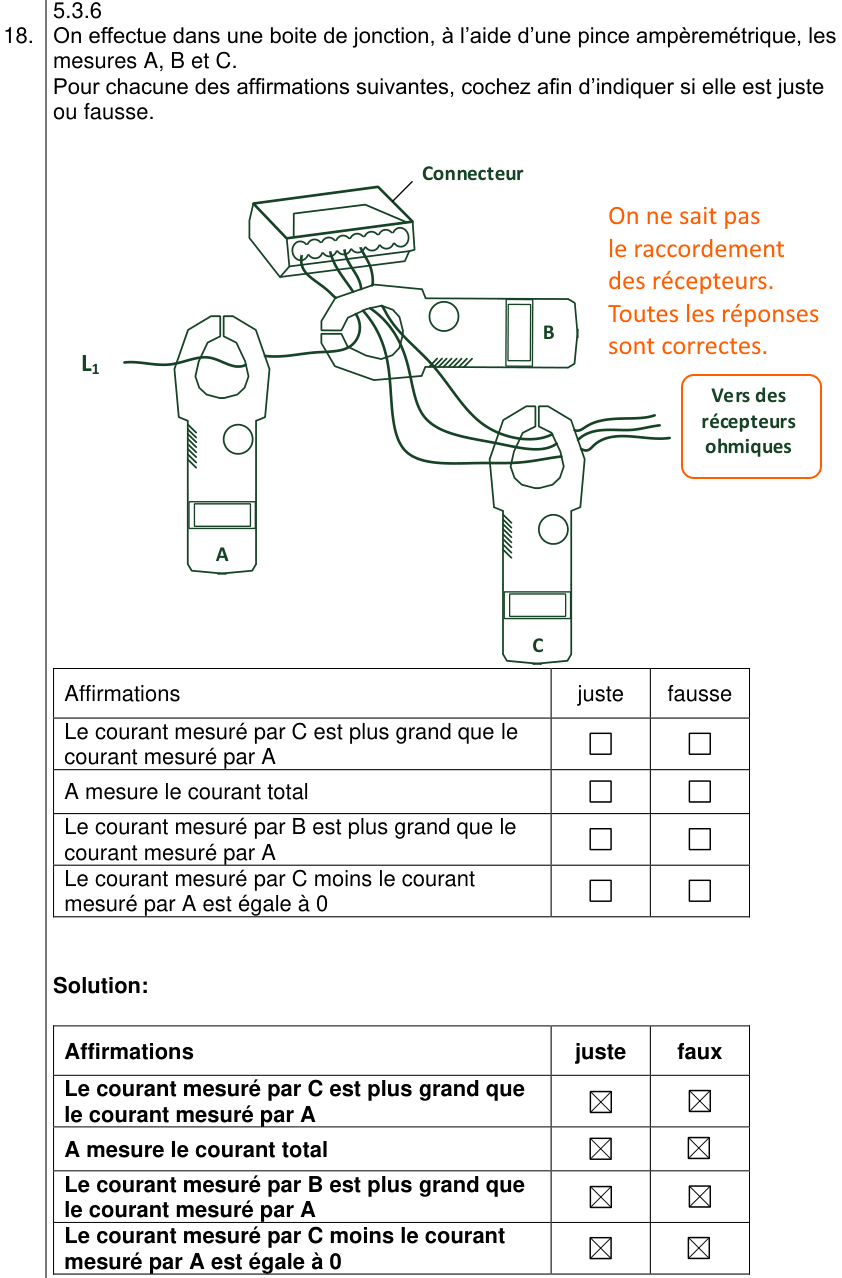 5.3.6
18. On effectue dans une boite de jonction, à l’aide d’une pince ampèremétrique, les
mesures A, B et C.
Pour chacune des affirmations suivantes, cochez afin d’indiquer si elle est juste
ou fausse.
Connecteur
On ne sait pas
le raccordement
des récepteurs.
Toutes les réponses
sont correctes.
B
L1
Vers des
récepteurs
ohmiques
A
C
Affirmations juste fausse
Le courant mesuré par C est plus grand que le
courant mesuré par A
A mesure le courant total
Le courant mesuré par B est plus grand que le
courant mesuré par A
Le courant mesuré par C moins le courant
mesuré par A est égale à 0
Solution:
Affirmations juste faux
Le courant mesuré par C est plus grand que
le courant mesuré par A
A mesure le courant total
Le courant mesuré par B est plus grand que
le courant mesuré par A
Le courant mesuré par C moins le courant
mesuré par A est égale à 0